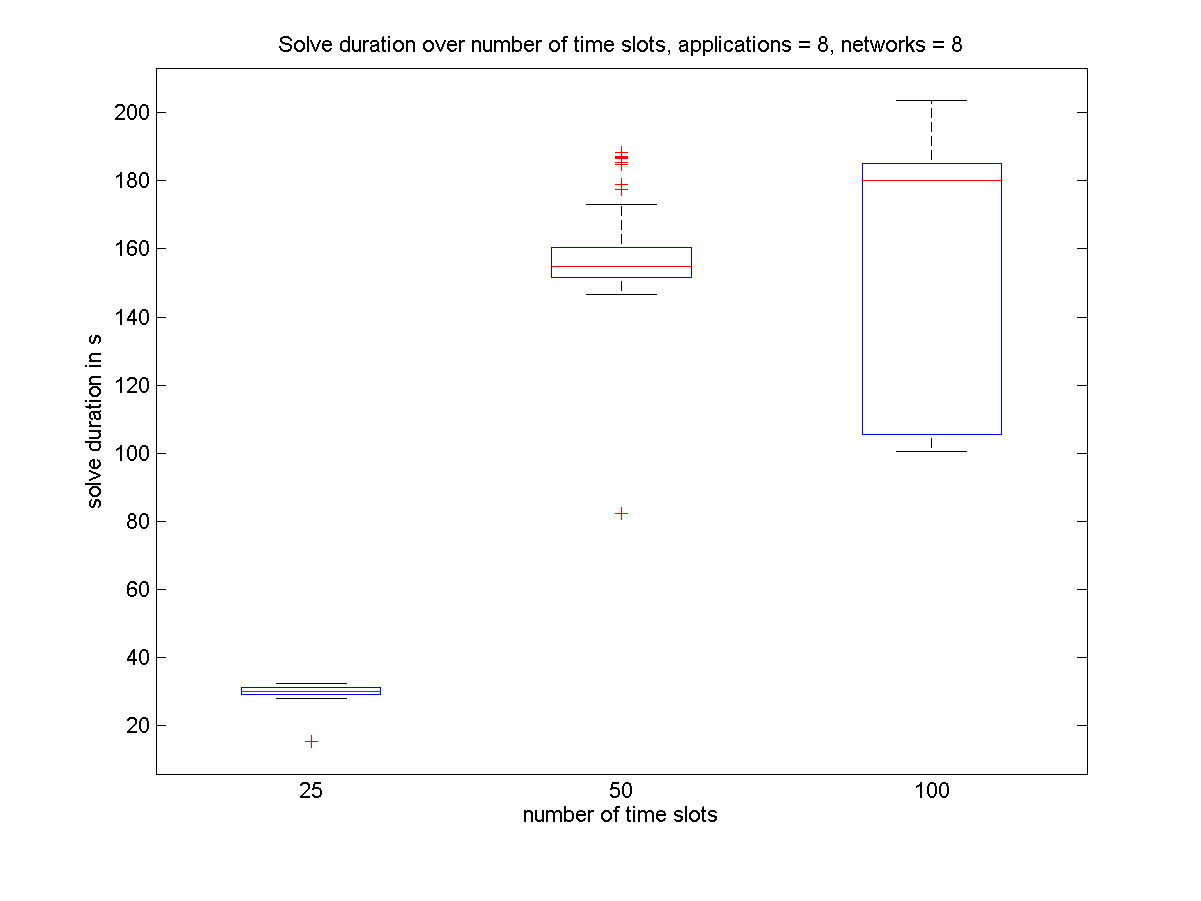 Solve duration over number of time slots, applications = 8, networks = 8
200
180
160
140
120
100
80
60
40
20
solve duration in s
25 50 100
number of time slots